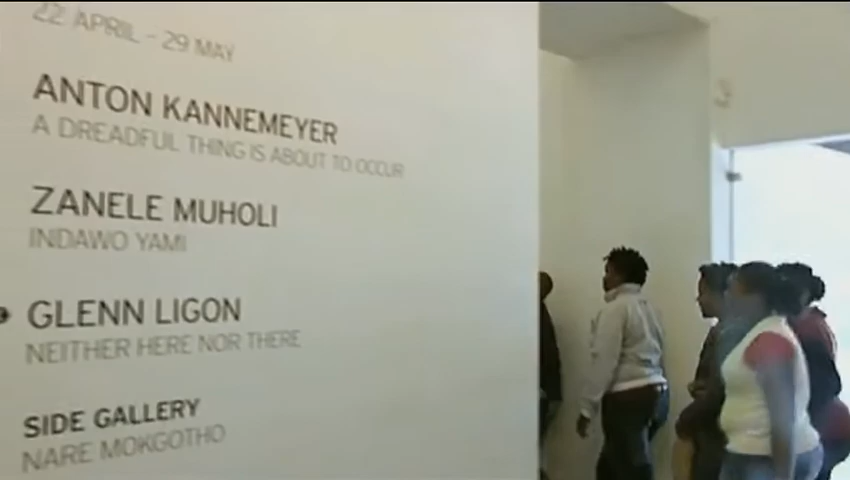 22 APRIL - 29 MAY
ANTON KANNEMEYER
A DREADFUL THING IS ABOUT TO OCCUR
ZANELE MUHOLI
INDAWO YAMI
GLENN LIGON
NEITHER HERE NOR THERE
SIDE GALLERY
NARE MOKGOTHO